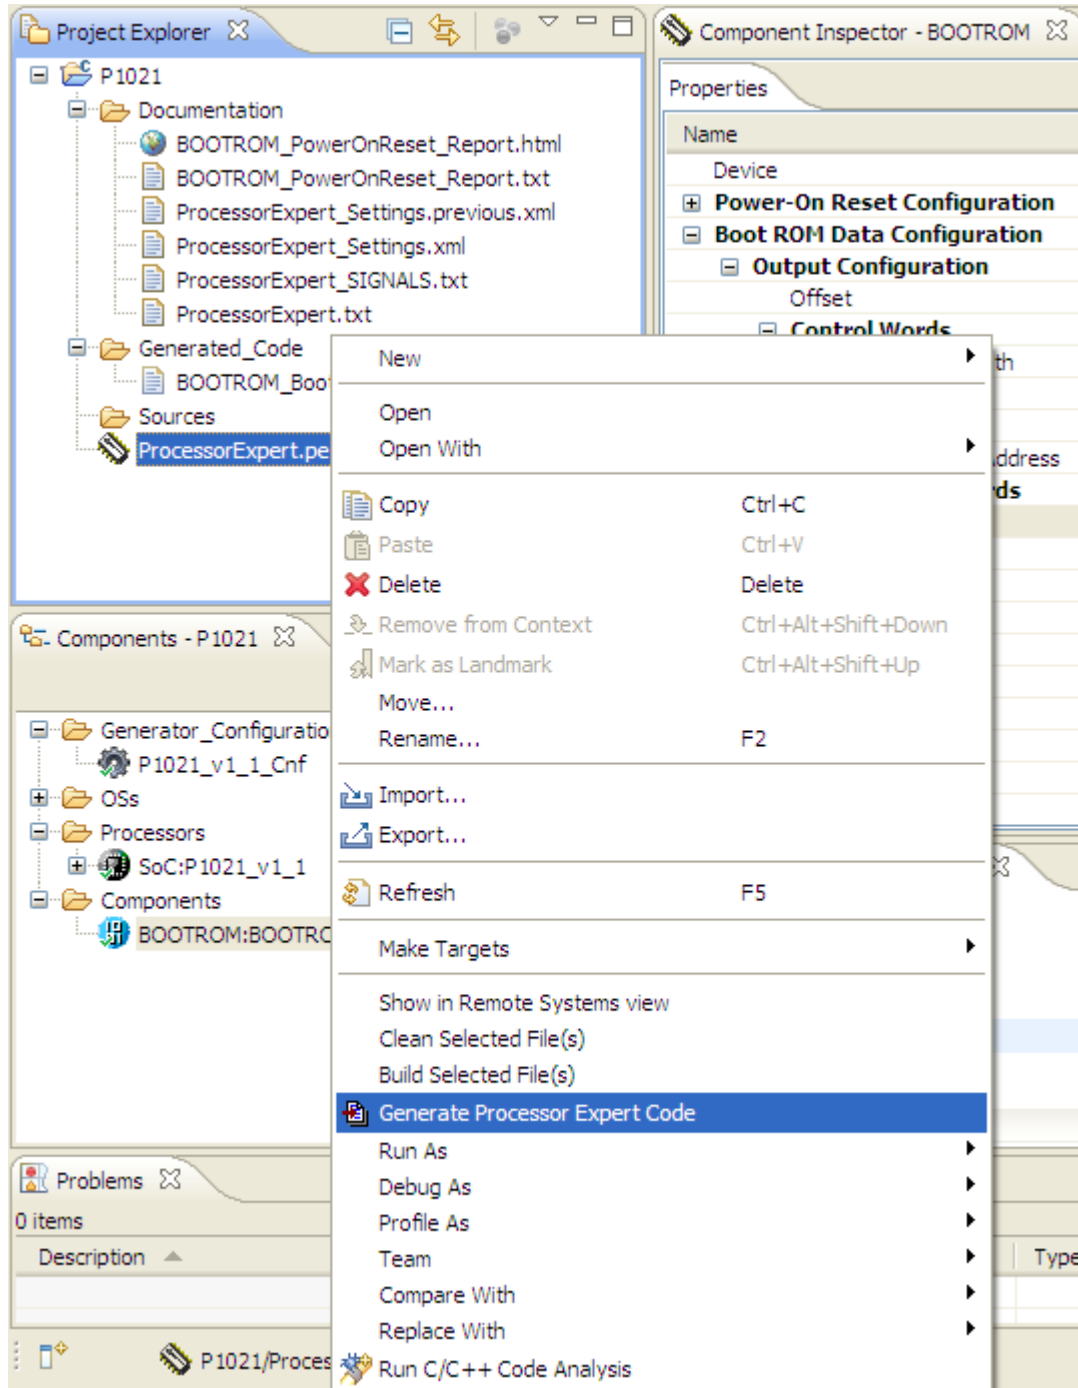 Project Explorer
P1021
Documentation
BOOTROM_PowerOnReset_Report.html
BOOTROM_PowerOnReset_Report.txt
ProcessorExpert_Settings.previous.xml
ProcessorExpert_Settings.xml
ProcessorExpert_SIGNALS.txt
ProcessorExpert.txt
Generated_Code
BOOTROM_Boo
Sources
ProcessorExpert.pe
Component Inspector - BOOTROM
Properties
Name
Device
Power-On Reset Configuration
Boot ROM Data Configuration
Output Configuration
Offset
Control Words
th
Address
ds
Components - P1021
Generator_Configuratio
P1021_v1_1_Cnf
OSs
Processors
SoC:P1021_v1_1
Components
BOOTROM:BOOTRO
New
Open
Open With
Copy Ctrl+C
Paste Ctrl+V
Delete Delete
Remove from Context Ctrl+Alt+Shift+Down
Mark as Landmark Ctrl+Alt+Shift+Up
Move...
Rename... F2
Import...
Export...
Refresh F5
Make Targets
Show in Remote Systems view
Clean Selected File(s)
Build Selected File(s)
Generate Processor Expert Code
Run As
Debug As
Profile As
Team
Compare With
Replace With
Run C/C++ Code Analysis
Problems
0 items
Description
Type
P1021/Proces